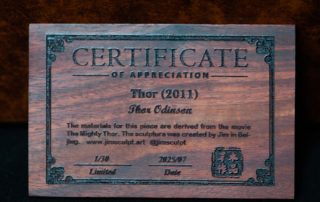 CERTIFICATE
OF APPRECIATION
Thor (2011)
Thor Odinson
The materials for this piece are derived from the movie
The Mighty Thor. The sculpture was created by Jim in Bei-
jing. www.jimsculpt.art @jimsculpt
1/30
2025/07
Limited
Date